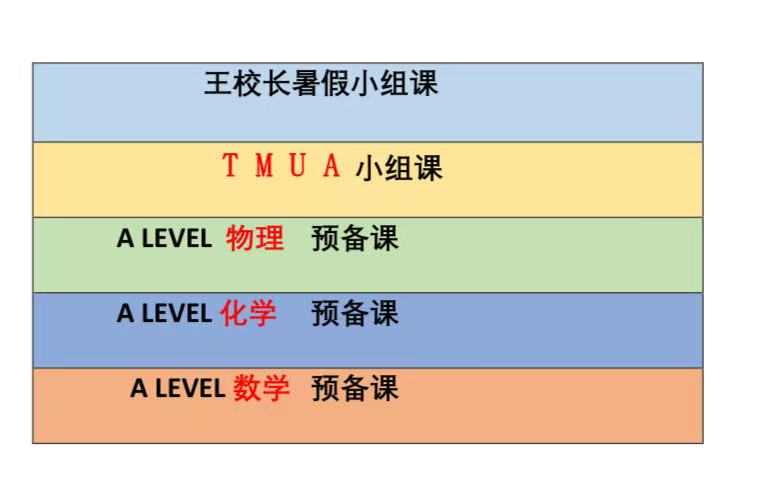 王校长暑假小组课
T M U A 小组课
A LEVEL 物理 预备课
A LEVEL 化学 预备课
A LEVEL 数学 预备课